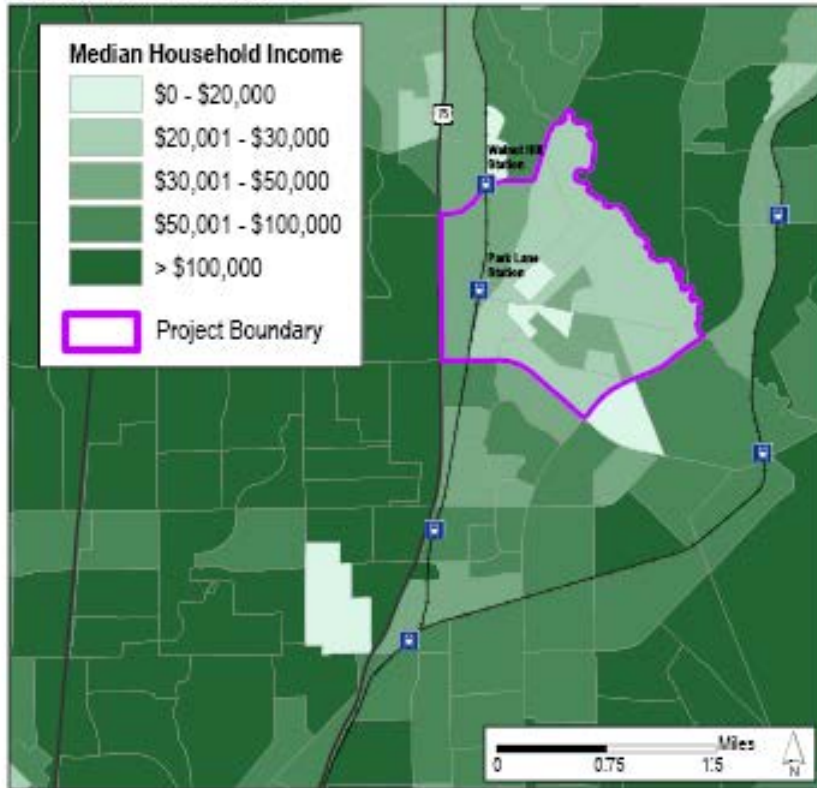 Median Household Income
$0 - $20,000
$20,001 - $30,000
$30,001 - $50,000
$50,001 - $100,000
> $100,000
Project Boundary
75
Walnut Hill
Station
Park Lane
Station
Miles
0 0.75 1.5
N